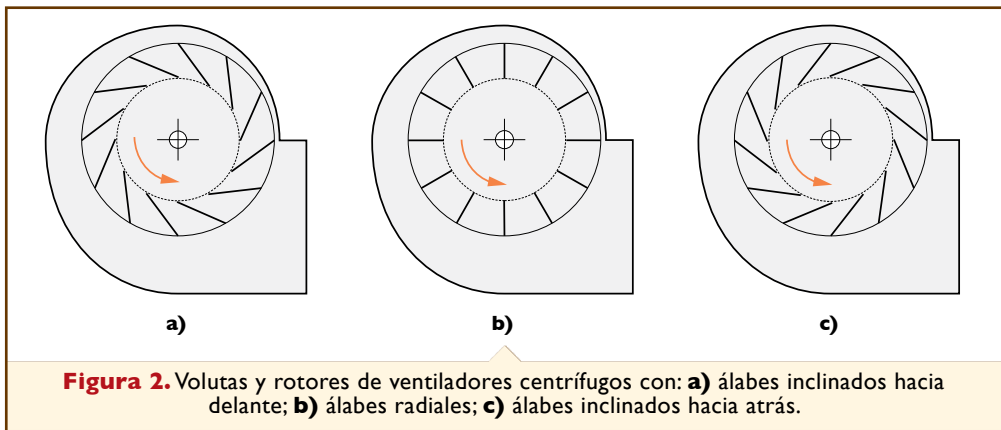 a)
b)
c)
Figura 2. Volutas y rotores de ventiladores centrífugos con: a) álabes inclinados hacia
delante; b) álabes radiales; c) álabes inclinados hacia atrás.